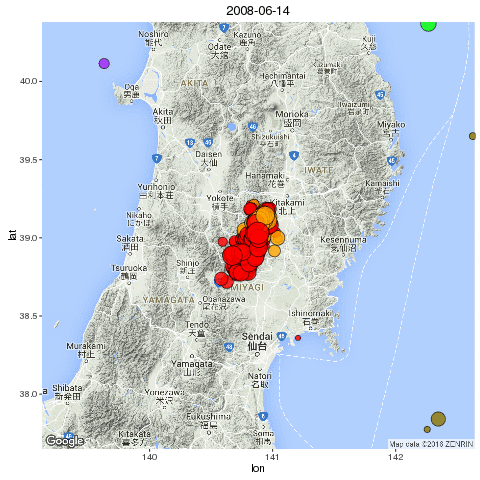 2008-06-14
Noshiro
能代
Kazuno
鹿角
Kuji
久慈
Odate
大館
Kuzumaki
葛巻町
Hachimantai
八幡平
40.0
Oga
男鹿
AKITA
Iwaizumi
岩泉町
Akita
秋田
Morioka
盛岡
Miyako
宮古
Shizukuishi
雫石町
39.5
Daisen
大仙
IWATE
Hanamaki
花巻
Kamaishi
釜石
Yurihonjo
由利本荘
Yokote
横手
Kitakami
北上
Nikaho
にかほ
39.0
Sakata
酒田
Kesennuma
気仙沼
Shinjo
新庄
Tsuruoka
鶴岡
MIYAGI
YAMAGATA
Obanazawa
尾花沢
38.5
Ishinomaki
石巻
Tendo
天童
Sendai
仙台
Murakami
村上
Yamagata
山形
Natori
名取
38.0
Shibata
新発田
Yonezawa
米沢
Fukushima
福島
Soma
相馬
Kitakata
喜多方
Google
Map data ©2016 ZENRIN
140
141
142
lon
lat